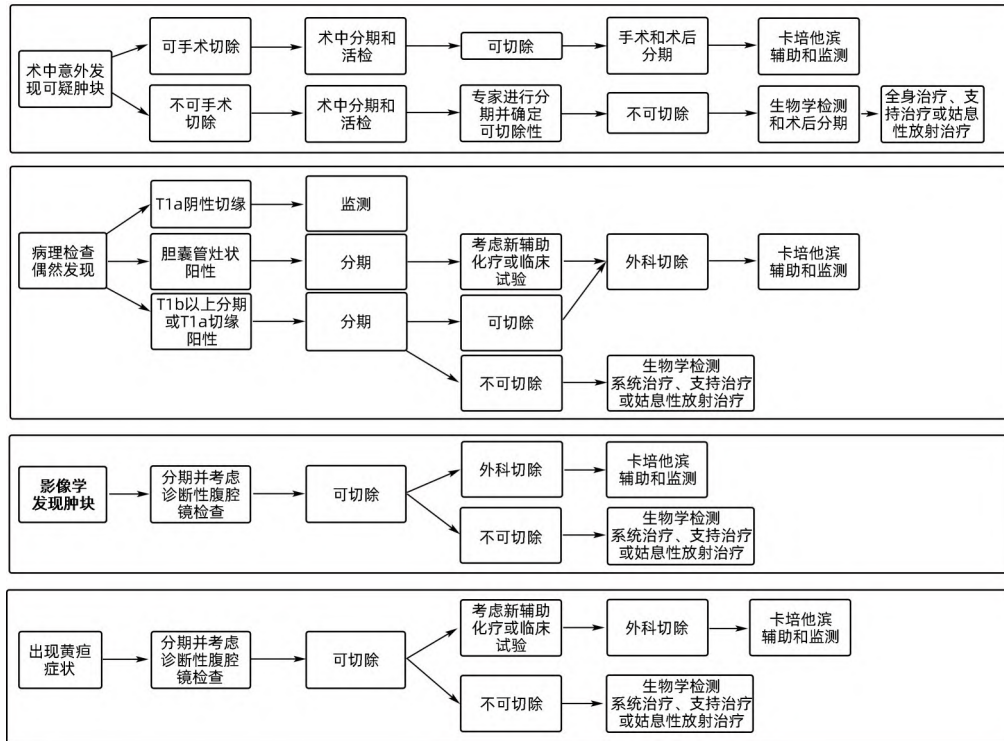 术中意外发
现可疑肿块
可手术切除
术中分期和
活检
可切除
手术和术后
分期
卡培他滨
辅助和监测
不可手术
切除
术中分期和
活检
专家进行分
期并确定
可切除性
不可切除
生物学检测
和术后分期
全身治疗、支
持治疗或姑息
性放射治疗
病理检查
偶然发现
T1a阴性切缘
监测
胆囊管灶状
阳性
分期
考虑新辅助
化疗或临床
试验
外科切除
卡培他滨
辅助和监测
T1b以上分期
或T1a切缘
阳性
分期
可切除
不可切除
生物学检测
系统治疗、支持治疗
或姑息性放射治疗
影像学
发现肿块
分期并考虑
诊断性腹腔
镜检查
可切除
外科切除
卡培他滨
辅助和监测
不可切除
生物学检测
系统治疗、支持治疗
或姑息性放射治疗
出现黄疸
症状
分期并考虑
诊断性腹腔
镜检查
可切除
考虑新辅助
化疗或临床
试验
外科切除
卡培他滨
辅助和监测
不可切除
生物学检测
系统治疗、支持治疗
或姑息性放射治疗